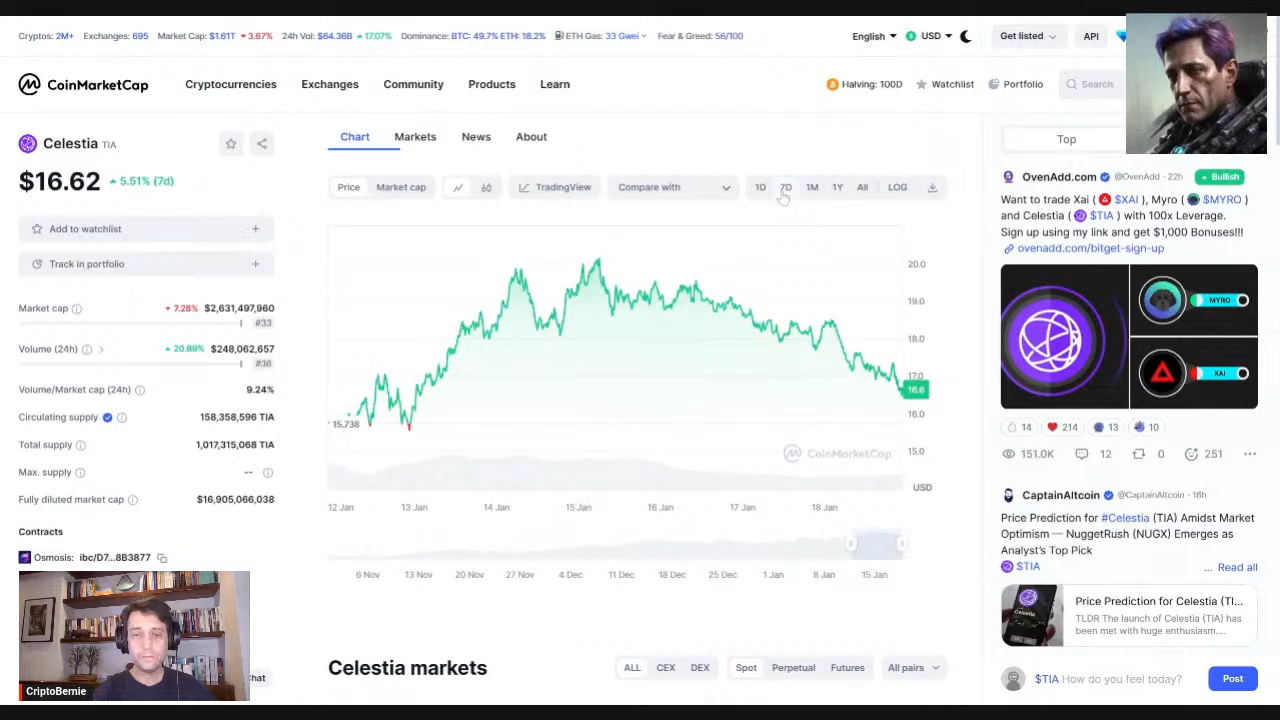 Cryptos: 2M+ Exchanges: 695 Market Cap: $1.61T 3.67% 24h Vol: $64.36B 17.07% Dominance: BTC: 49.7% ETH: 18.2% ETH Gas: 33 Gwei Fear & Greed: 56/100
English USD Get listed API
CoinMarketCap Cryptocurrencies Exchanges Community Products Learn Halving: 100D Watchlist Portfolio Search
Celestia TIA
$16.62 5.51% (7d)
Add to watchlist +
Track in portfolio +
Market cap 7.28% $2,631,497,960
#33
Volume (24h) 20.89% $248,062,657
#36
Volume/Market cap (24h) 9.24%
Circulating supply 158,358,596 TIA
Total supply 1,017,315,068 TIA
Max. supply --
Fully diluted market cap $16,905,066,038
Contracts
Osmosis: ibc/D7...8B3877
CriptoBernie
hat
Chart Markets News About
Price Market cap TradingView Compare with 1D 7D 1M 1Y All LOG
20.0
19.0
18.0
17.0
16.6
16.0
15.0
15.738
CoinMarketCap
USD
12 Jan 13 Jan 14 Jan 15 Jan 16 Jan 17 Jan 18 Jan
6 Nov 13 Nov 20 Nov 27 Nov 4 Dec 11 Dec 18 Dec 25 Dec 1 Jan 8 Jan 15 Jan
Celestia markets ALL CEX DEX Spot Perpetual Futures All pairs
Top
OvenAdd.com @OvenAdd · 22h Bullish
Want to trade Xai ( $XAI ), Myro ( $MYRO )
and Celestia ( $TIA ) with 100x Leverage.
Sign up using my link and get $1,000 Bonuses!!!
ovenadd.com/bitget-sign-up
MYRO
XAI
14 214 13 10
151.0K 12 0 251 ...
CaptainAltcoin @CaptainAltcoin · 16h
Price Prediction for #Celestia (TIA) Amidst Market
Optimism — NuggetRush (NUGX) Emerges as
Analyst's Top Pick
$TIA ... Read all
Price Prediction for Celestia (TI...
TLDR The launch of Celestia (TIA) has
been met with huge enthusiasm....
$TIA How do you feel today? Post